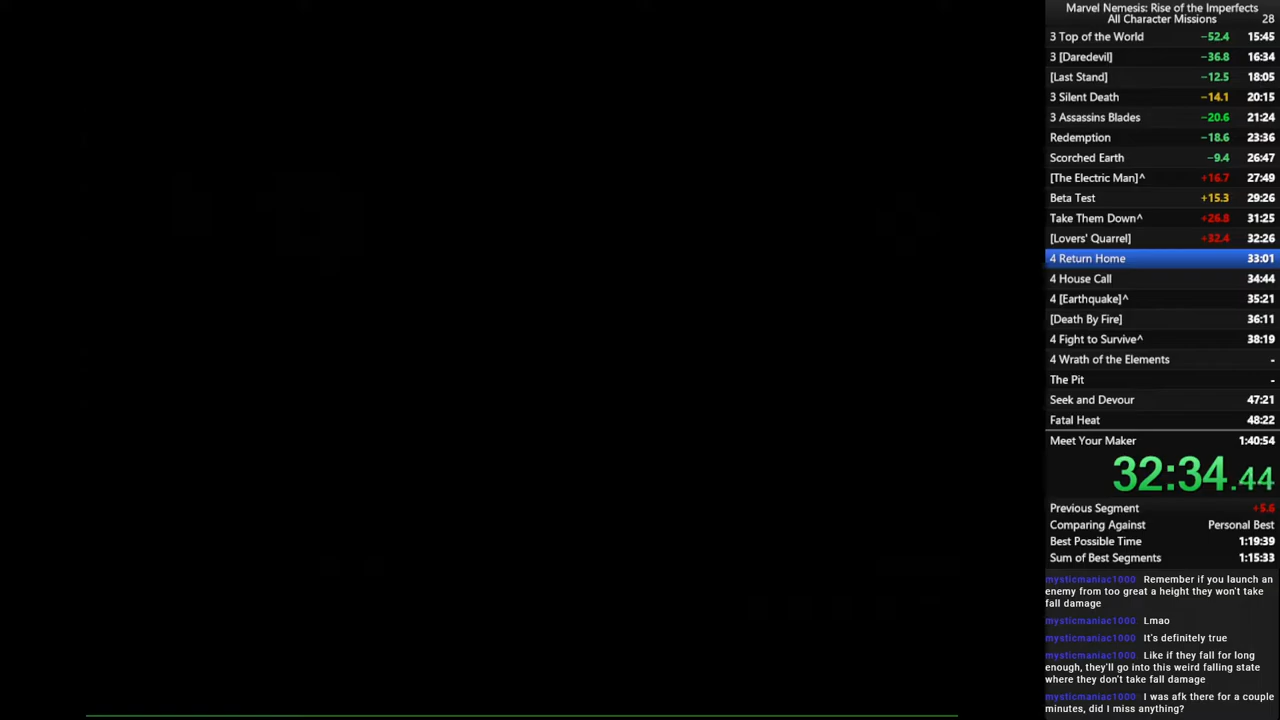 Marvel Nemesis: Rise of the Imperfects
All Character Missions 28
3 Top of the World −52.4 15:45
3 [Daredevil] −36.8 16:34
[Last Stand] −12.5 18:05
3 Silent Death −14.1 20:15
3 Assassins Blades −20.6 21:24
Redemption −18.6 23:36
Scorched Earth −9.4 26:47
[The Electric Man]^ +16.7 27:49
Beta Test +15.3 29:26
Take Them Down^ +26.8 31:25
[Lovers' Quarrel] +32.4 32:26
4 Return Home 33:01
4 House Call 34:44
4 [Earthquake]^ 35:21
[Death By Fire] 36:11
4 Fight to Survive^ 38:19
4 Wrath of the Elements -
The Pit -
Seek and Devour 47:21
Fatal Heat 48:22
Meet Your Maker 1:40:54
32:34.44
Previous Segment +5.6
Comparing Against Personal Best
Best Possible Time 1:19:39
Sum of Best Segments 1:15:33
mysticmaniac1000 Remember if you launch an
enemy from too great a height they won't take
fall damage
mysticmaniac1000 Lmao
mysticmaniac1000 It's definitely true
mysticmaniac1000 Like if they fall for long
enough, they'll go into this weird falling state
where they don't take fall damage
mysticmaniac1000 I was afk there for a couple
minutes, did I miss anything?